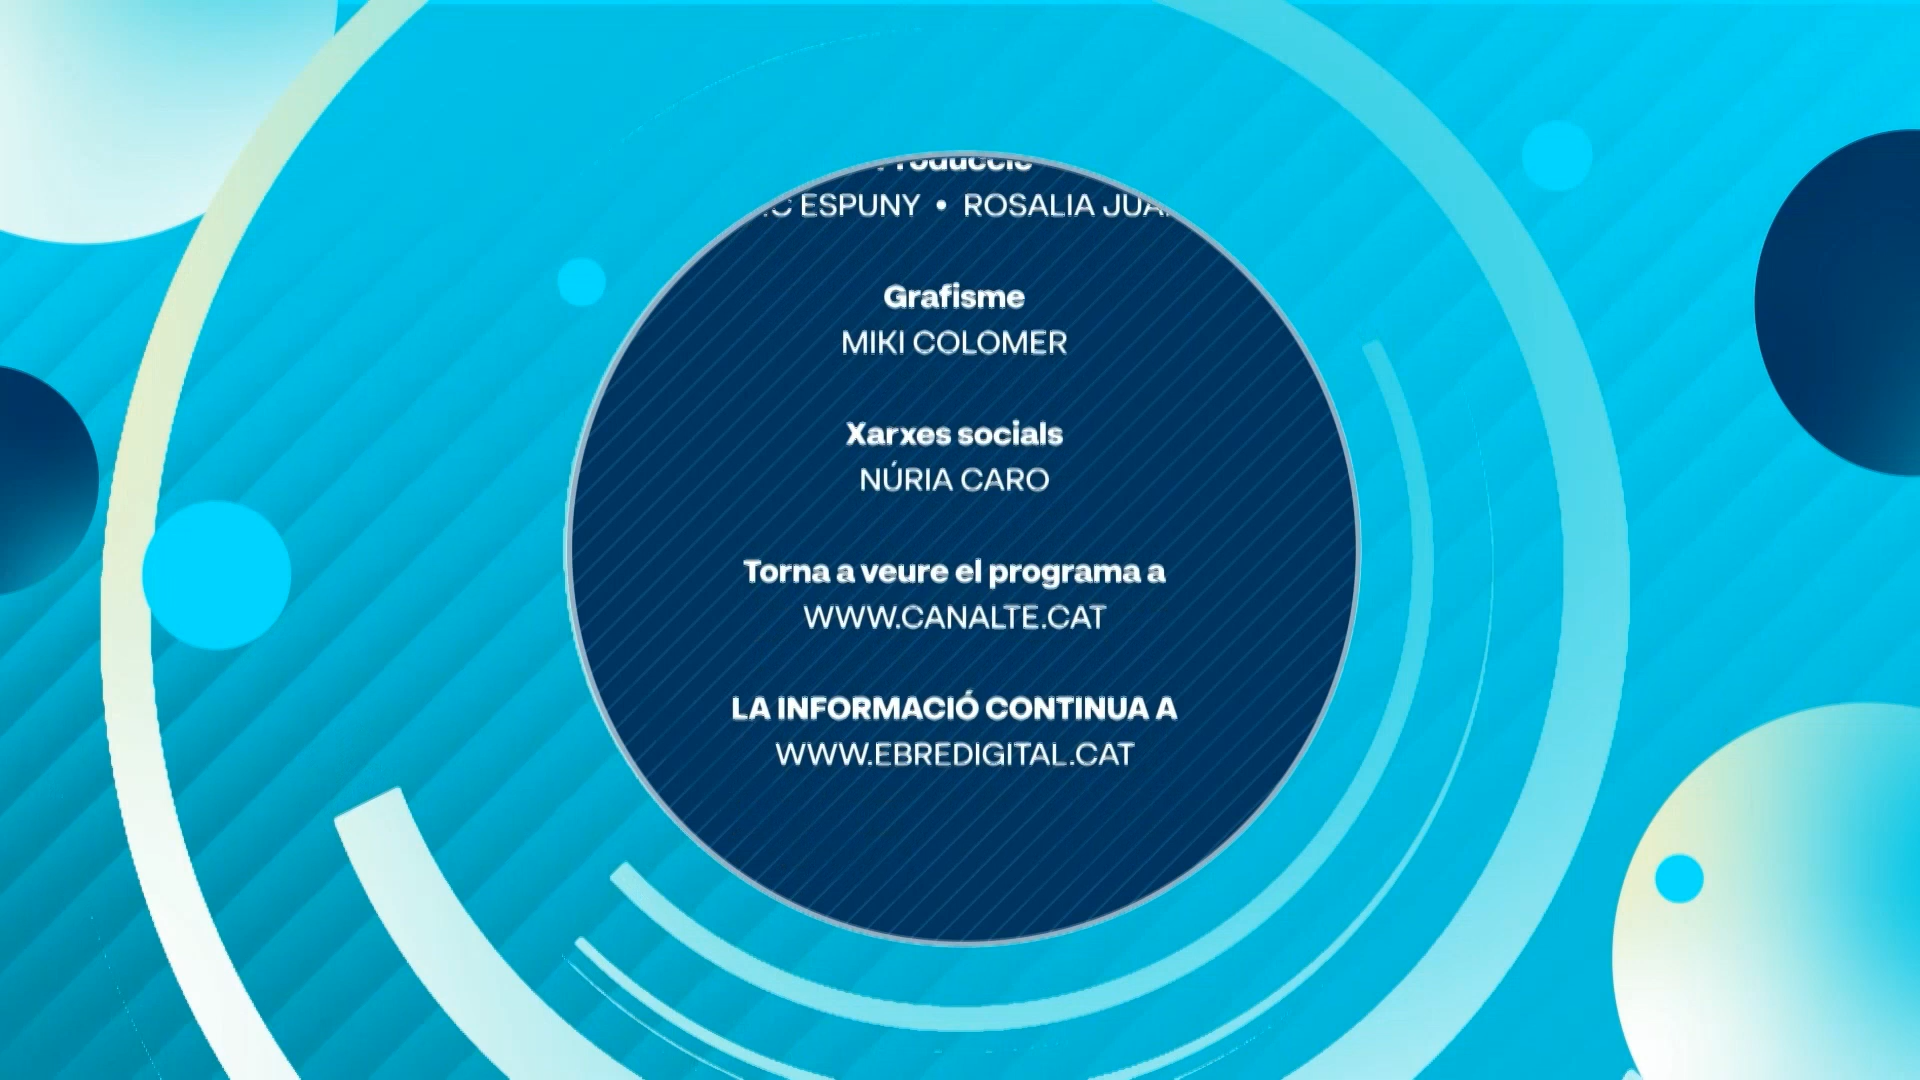 ESPUNY • ROSALIA
Grafisme
MIKI COLOMER
Xarxes socials
NÚRIA CARO
Torna a veure el programa a
WWW.CANALTE.CAT
LA INFORMACIÓ CONTINUA A
WWW.EBREDIGITAL.CAT